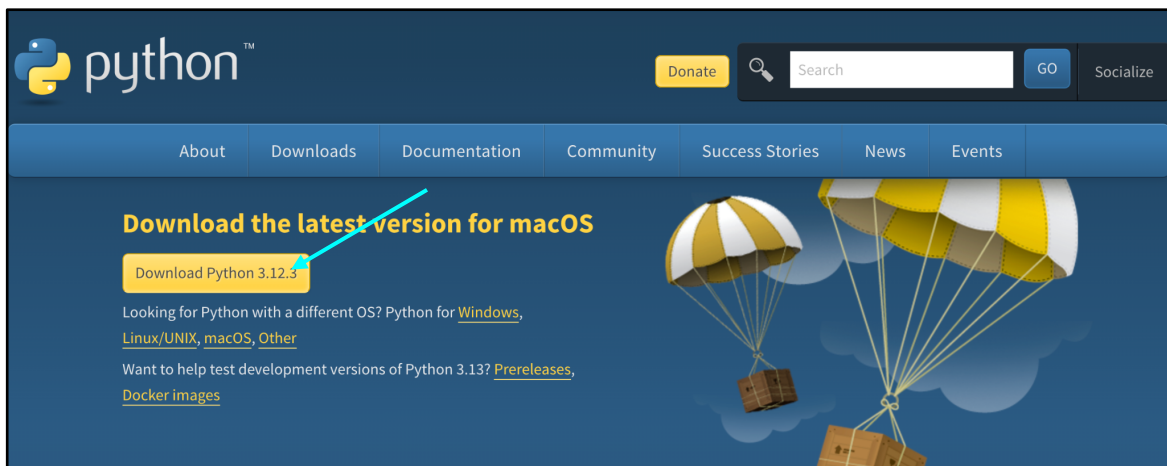 python™
Donate
Search
GO
Socialize
About
Downloads
Documentation
Community
Success Stories
News
Events
Download the latest version for macOS
Download Python 3.12.3
Looking for Python with a different OS? Python for Windows,
Linux/UNIX, macOS, Other
Want to help test development versions of Python 3.13? Prereleases,
Docker images